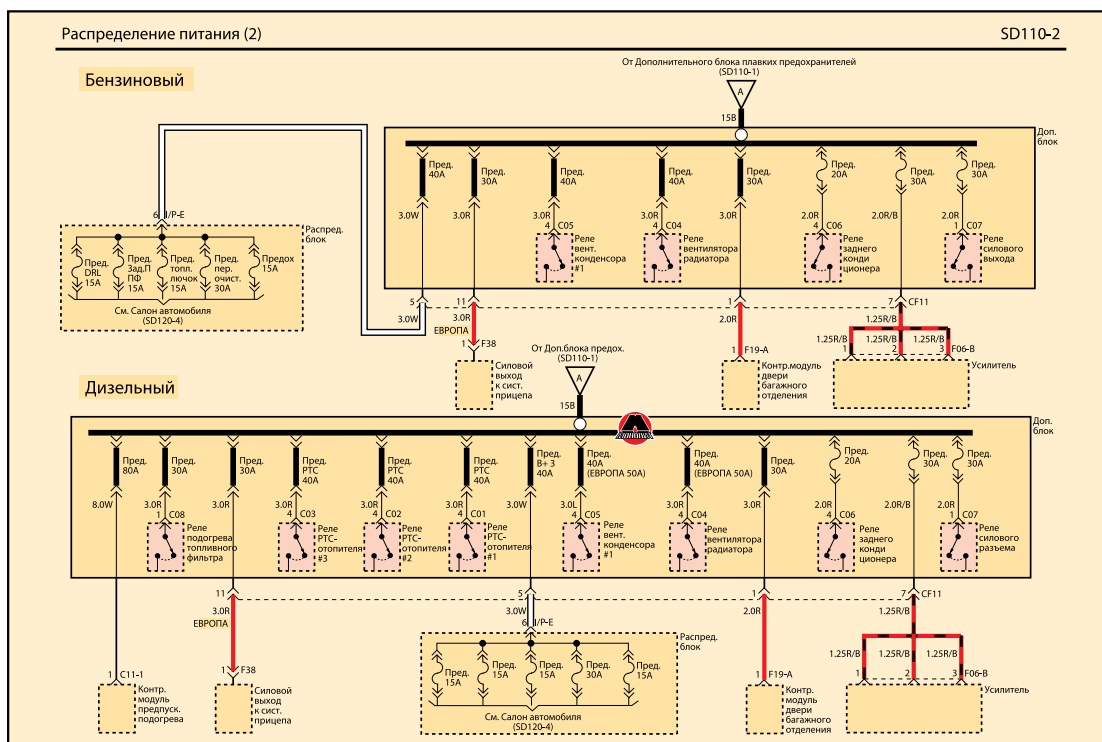 Распределение питания (2)
SD110-2
Бензиновый
От Дополнительного блока плавких предохранителей
(SD110-1)
A
15B
Доп.
блок
Пред.
40A
Пред.
30A
Пред.
40A
Пред.
40A
Пред.
30A
Пред.
20A
Пред.
30A
Пред.
30A
3.0W
3.0R
3.0R
3.0R
3.0R
2.0R
2.0R/B
2.0R
4 C05
4 C04
4 C06
1 C07
Реле
вент.
конденсора
#1
Реле
вентилятора
радиатора
Реле
заднего
конди
ционера
Реле
силового
выхода
6 I/P-E
Распред.
блок
Пред.
DRL
15A
Пред.
Зад.П
ПФ
15A
Пред.
топл.
лючок
15A
Пред.
пер.
очист.
30A
Предох
15A
См. Салон автомобиля
(SD120-4)
5
11
1
7
CF11
3.0W
3.0R
ЕВРОПА
2.0R
1.25R/B
1.25R/B
1.25R/B
1.25R/B
1 F38
1 F19-A
1
2
3 F06-B
Силовой
выход
к сист.
прицепа
Контр.модуль
двери
багажного
отделения
Усилитель
Дизельный
От Доп.блока предох.
(SD110-1)
A
15B
Доп.
блок
Пред.
80A
Пред.
30A
Пред.
30A
Пред.
PTC
40A
Пред.
PTC
40A
Пред.
PTC
40A
Пред.
B+ 3
40A
Пред.
40A
(ЕВРОПА 50A)
Пред.
40A
(ЕВРОПА 50A)
Пред.
30A
Пред.
20A
Пред.
30A
Пред.
30A
8.0W
3.0R
3.0R
3.0R
3.0R
3.0R
3.0W
3.0L
3.0R
3.0R
2.0R
2.0R/B
2.0R
1 C08
4 C03
4 C02
4 C01
4 C05
4 C04
4 C06
1 C07
Реле
подогрева
топливного
фильтра
Реле
PTC-
отопителя
#3
Реле
PTC-
отопителя
#2
Реле
PTC-
отопителя
#1
Реле
вент.
конденсора
#1
Реле
вентилятора
радиатора
Реле
заднего
конди
ционера
Реле
силового
разъема
11
5
1
7
CF11
3.0R
ЕВРОПА
3.0W
2.0R
1.25R/B
6 I/P-E
Распред.
блок
Пред.
15A
Пред.
15A
Пред.
15A
Пред.
30A
Пред.
15A
См. Салон автомобиля
(SD120-4)
1.25R/B
1.25R/B
1.25R/B
1 C11-1
1 F38
1 F19-A
1
2
3 F06-B
Контр.
модуль
предпуск.
подогрева
Силовой
выход
к сист.
прицепа
Контр.
модуль
двери
багажного
отделения
Усилитель